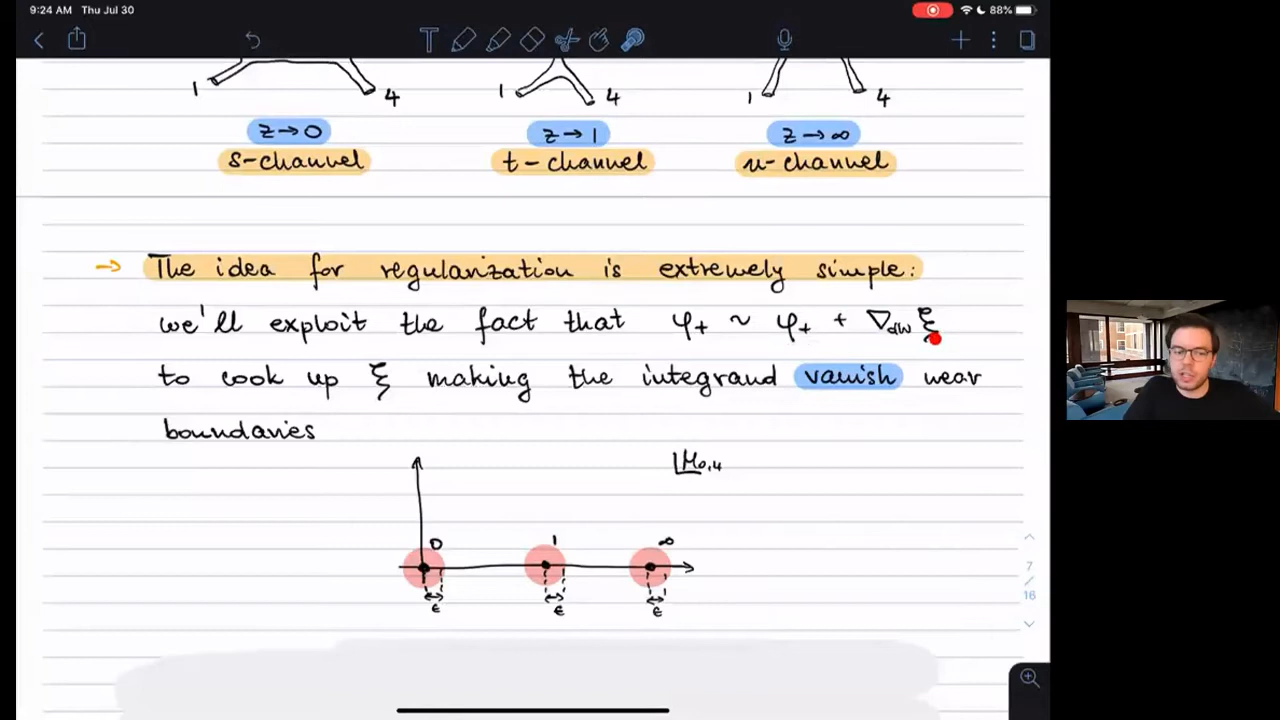 9:24 AM Thu Jul 30
88%
1 4 1 4 1 4
z→0 z→1 z→∞
s-channel t-channel u-channel
→ The idea for regularization is extremely simple:
we'll exploit the fact that φ₊ ~ φ₊ + ∇dW ξ
to cook up ξ making the integrand vanish near
boundaries
M₀,₄
0 1 ∞
ε ε ε
7
/
16